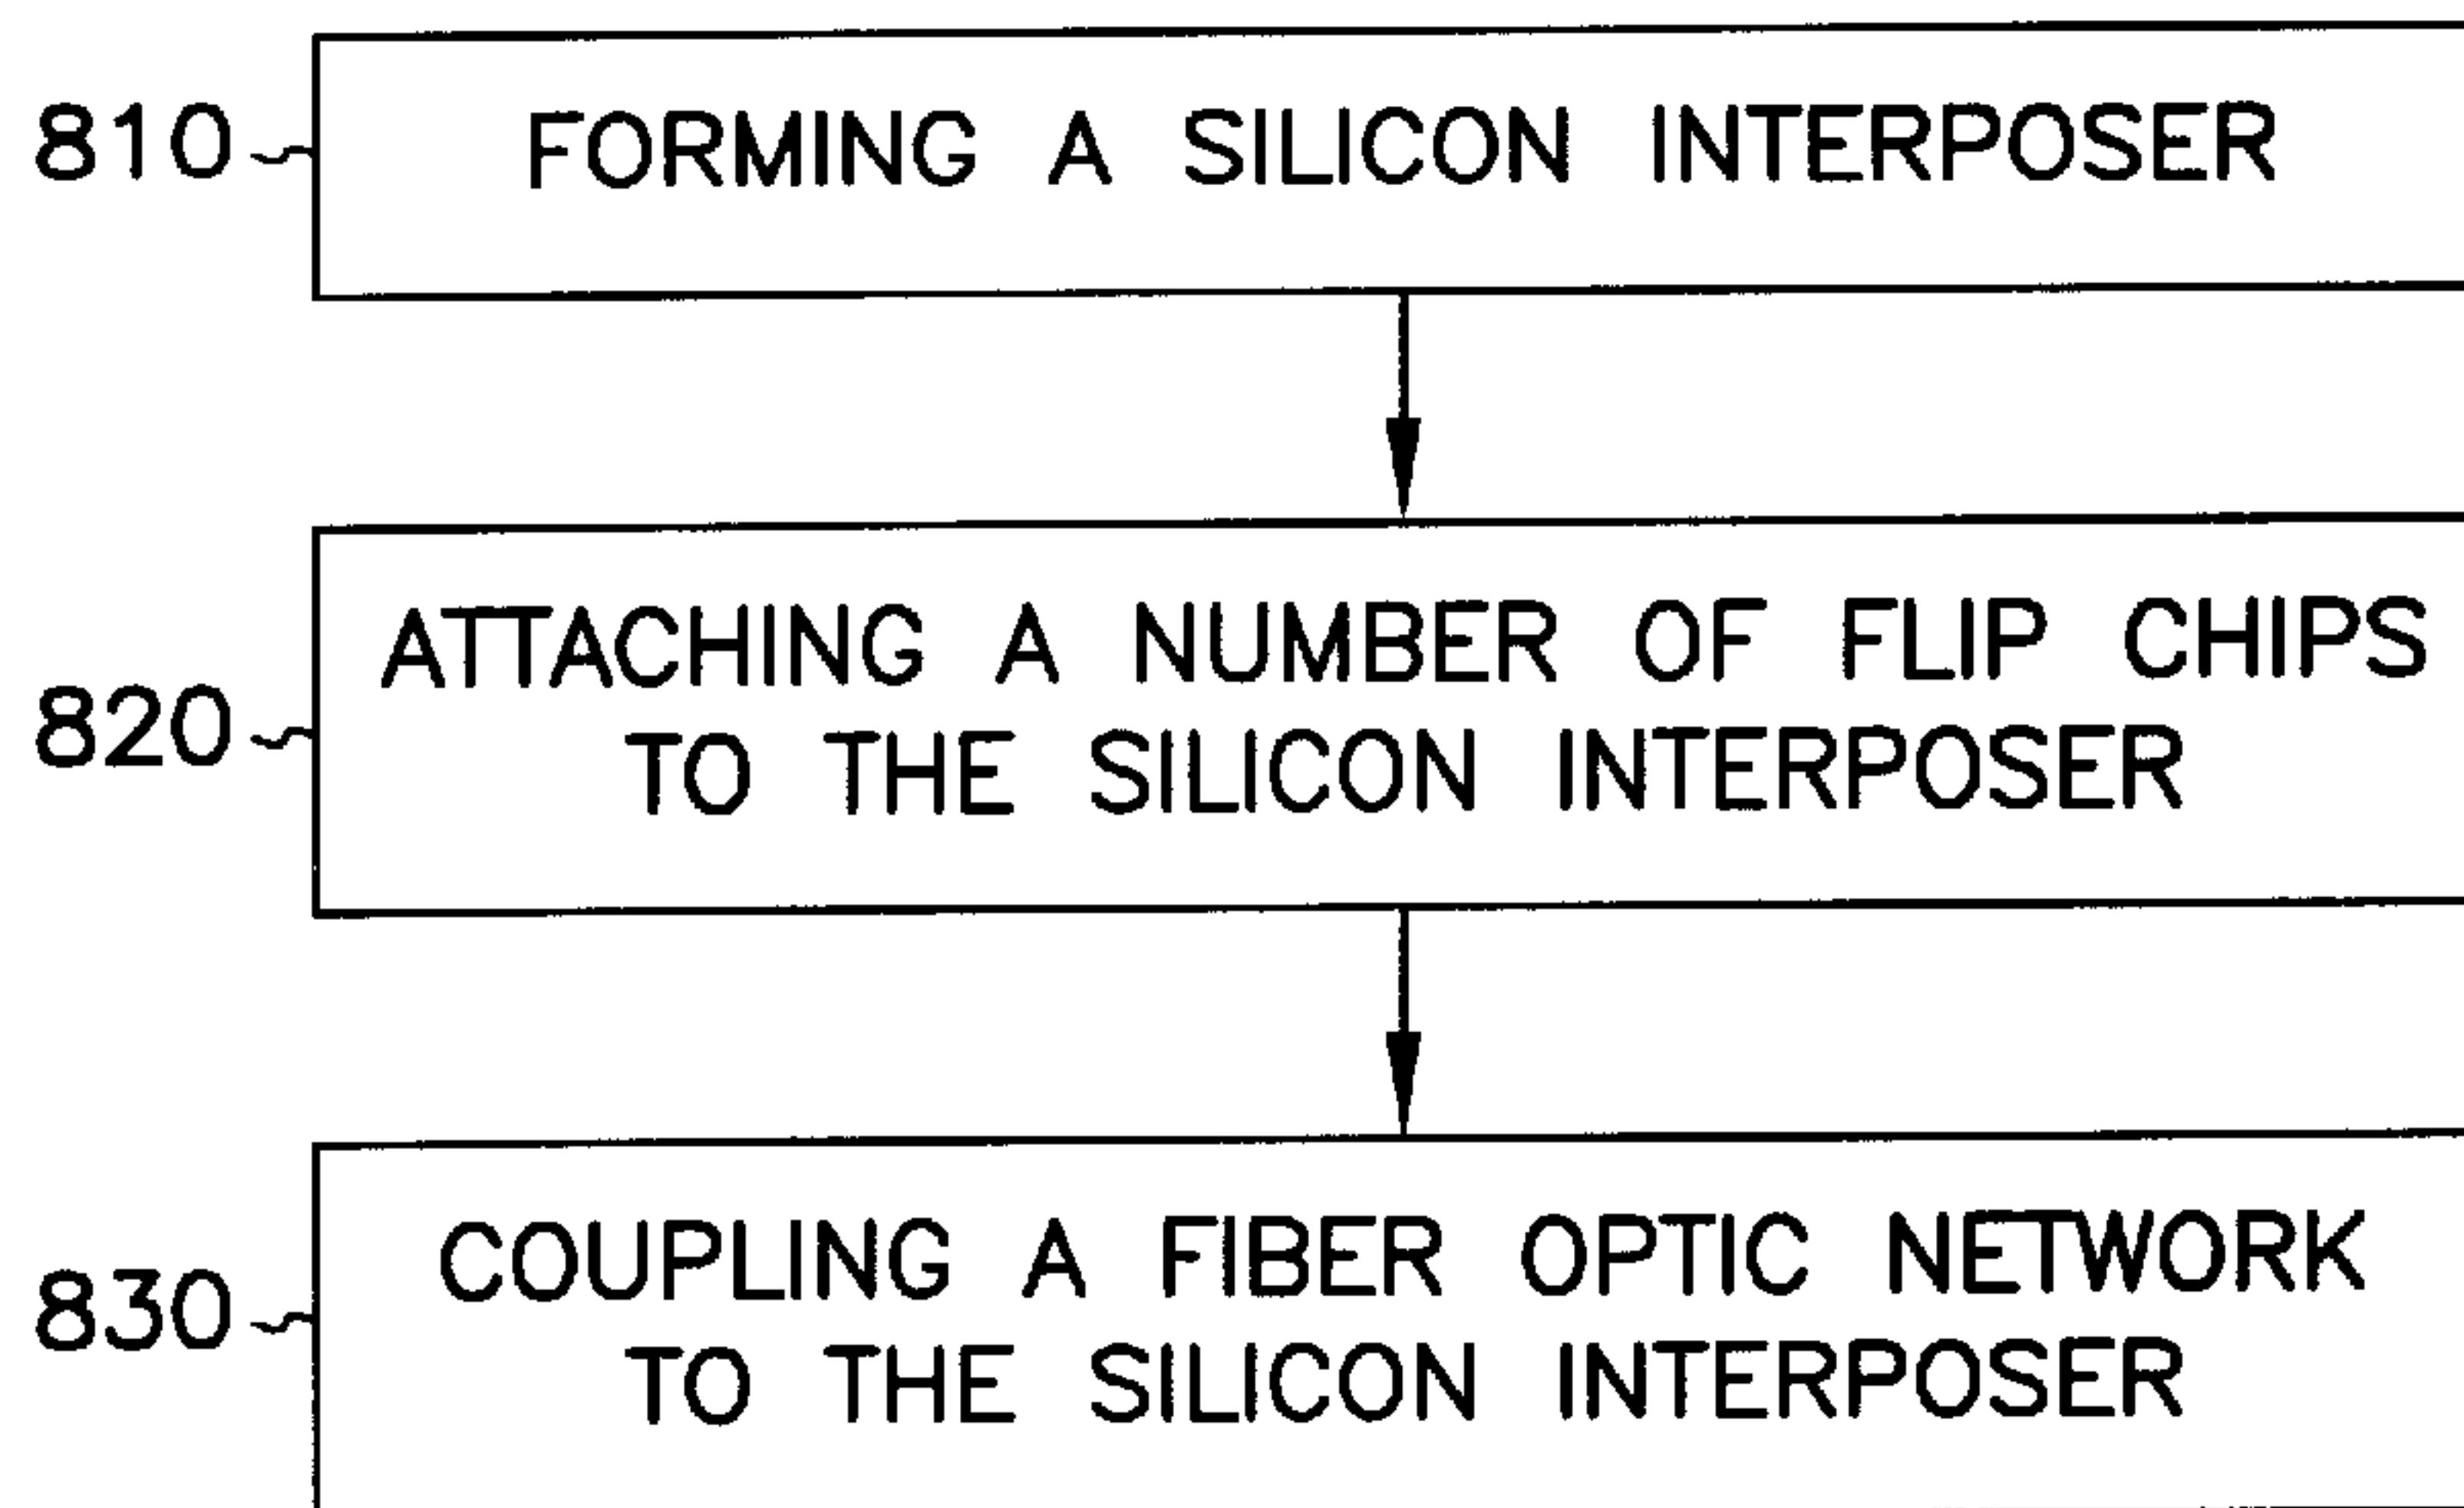 810 FORMING A SILICON INTERPOSER
ATTACHING A NUMBER OF FLIP CHIPS
820
TO THE SILICON INTERPOSER
COUPLING A FIBER OPTIC NETWORK
830
TO THE SILICON INTERPOSER